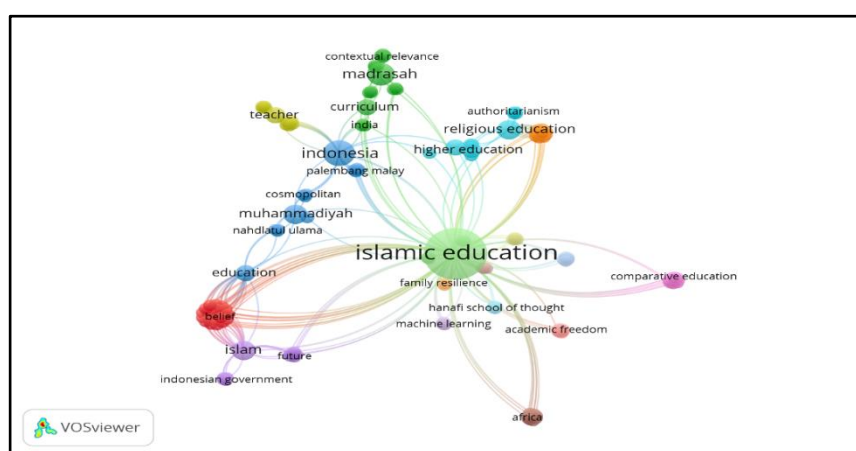 contextual relevance
madrasah
teacher
curriculum
india
authoritarianism
religious education
higher education
indonesia
palembang malay
cosmopolitan
muhammadiyah
nahdlatul ulama
islamic education
education
family resilience
comparative education
hanafi school of thought
belief
machine learning
academic freedom
islam
future
indonesian government
africa
VOSviewer